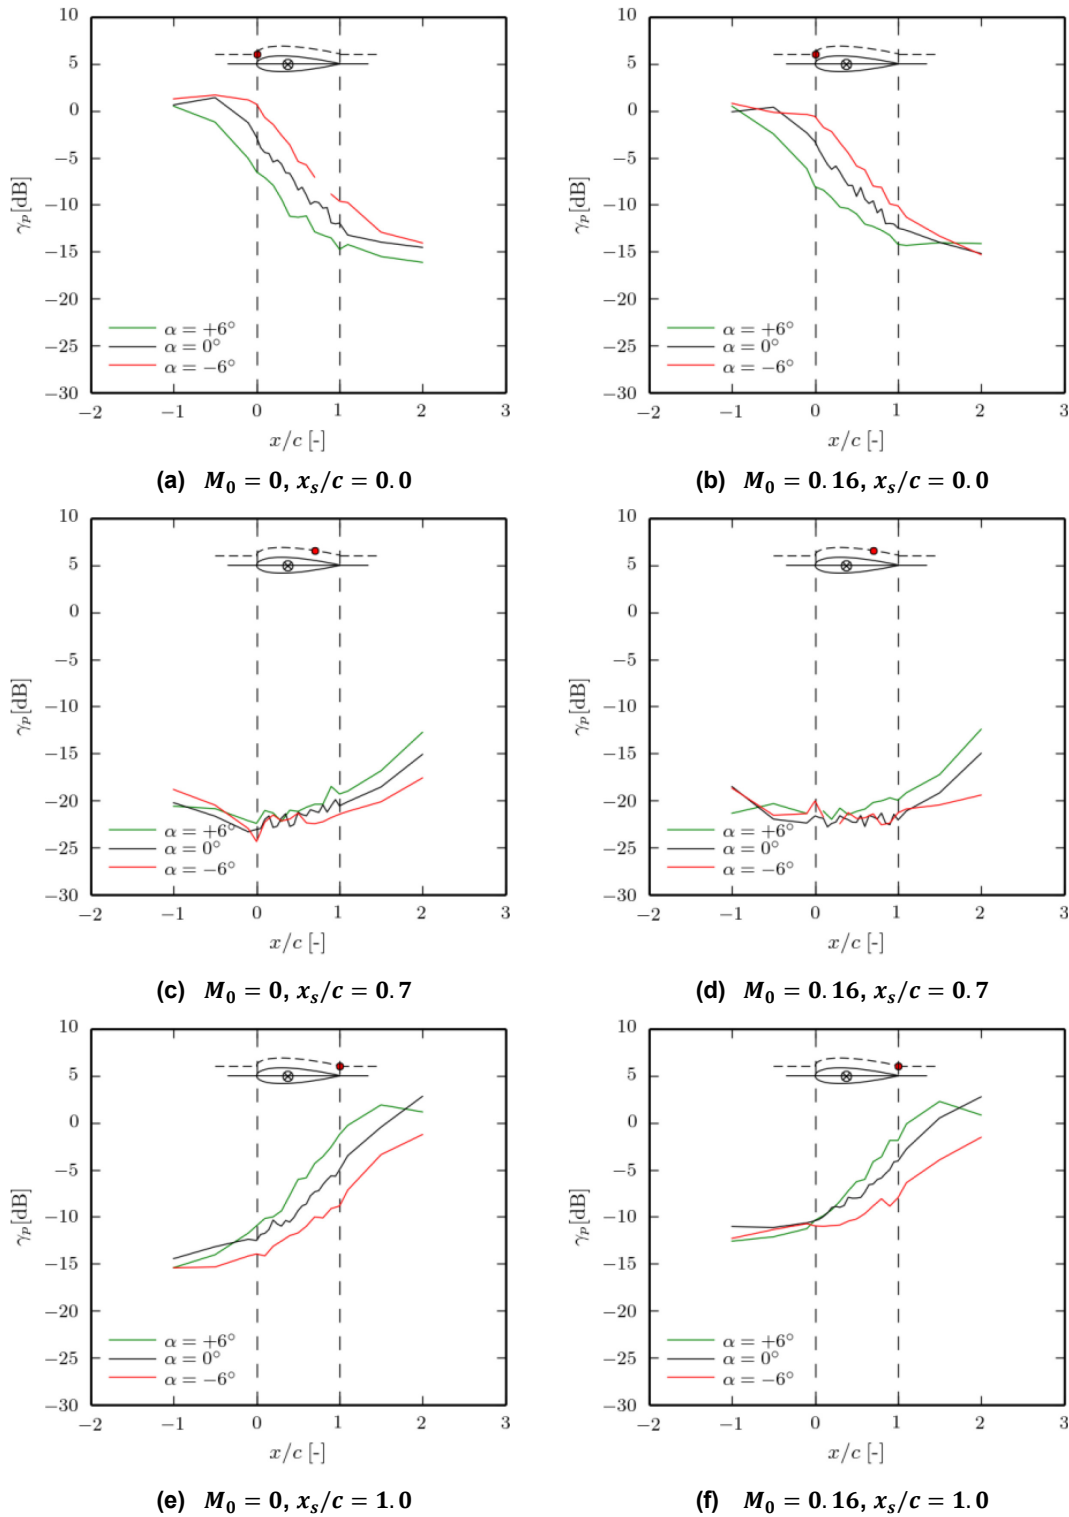 10
5
0
−5
−10
−15
−20
−25
−30
γp[dB]
α = +6°
α = 0°
α = −6°
−2 −1 0 1 2 3
x/c [-]
(a) M0 = 0, xs/c = 0.0
10
5
0
−5
−10
−15
−20
−25
−30
γp[dB]
α = +6°
α = 0°
α = −6°
−2 −1 0 1 2 3
x/c [-]
(b) M0 = 0.16, xs/c = 0.0
10
5
0
−5
−10
−15
−20
−25
−30
γp[dB]
α = +6°
α = 0°
α = −6°
−2 −1 0 1 2 3
x/c [-]
(c) M0 = 0, xs/c = 0.7
10
5
0
−5
−10
−15
−20
−25
−30
γp[dB]
α = +6°
α = 0°
α = −6°
−2 −1 0 1 2 3
x/c [-]
(d) M0 = 0.16, xs/c = 0.7
10
5
0
−5
−10
−15
−20
−25
−30
γp[dB]
α = +6°
α = 0°
α = −6°
−2 −1 0 1 2 3
x/c [-]
(e) M0 = 0, xs/c = 1.0
10
5
0
−5
−10
−15
−20
−25
−30
γp[dB]
α = +6°
α = 0°
α = −6°
−2 −1 0 1 2 3
x/c [-]
(f) M0 = 0.16, xs/c = 1.0